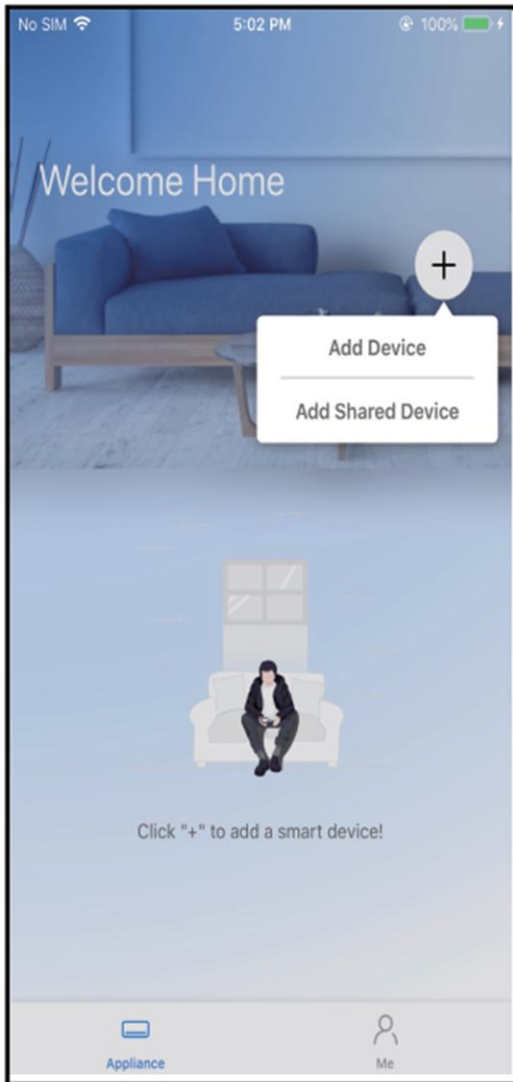 No SIM 5:02 PM 100%
Welcome Home
+
Add Device
Add Shared Device
Click "+" to add a smart device!
Appliance Me